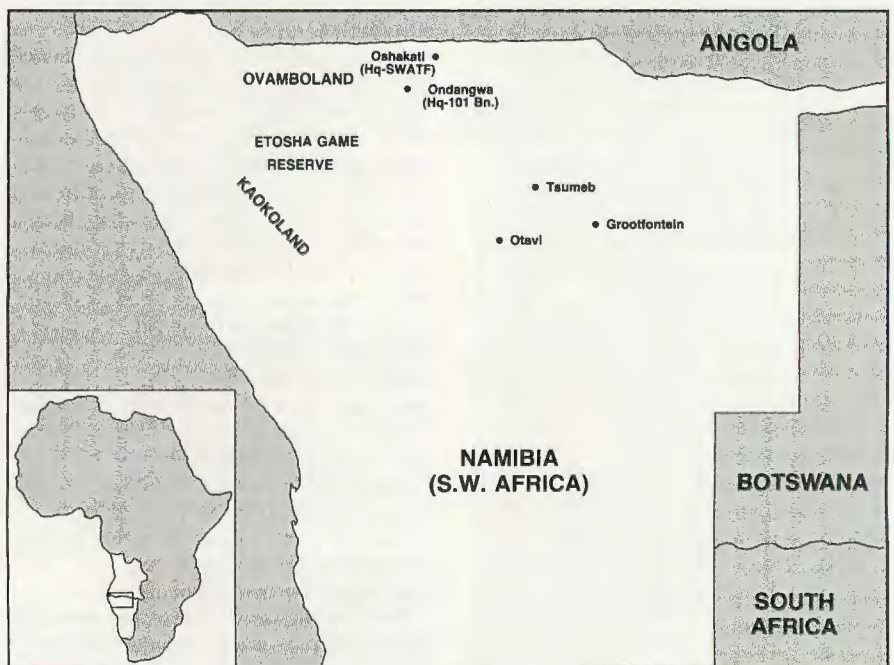 ANGOLA
Oshakati
(Hq-SWATF)
OVAMBOLAND
Ondangwa
(Hq-101 Bn.)
ETOSHA GAME
RESERVE
KAOKOLAND
Tsumeb
Grootfontein
Otavi
NAMIBIA
(S.W. AFRICA)
BOTSWANA
SOUTH
AFRICA